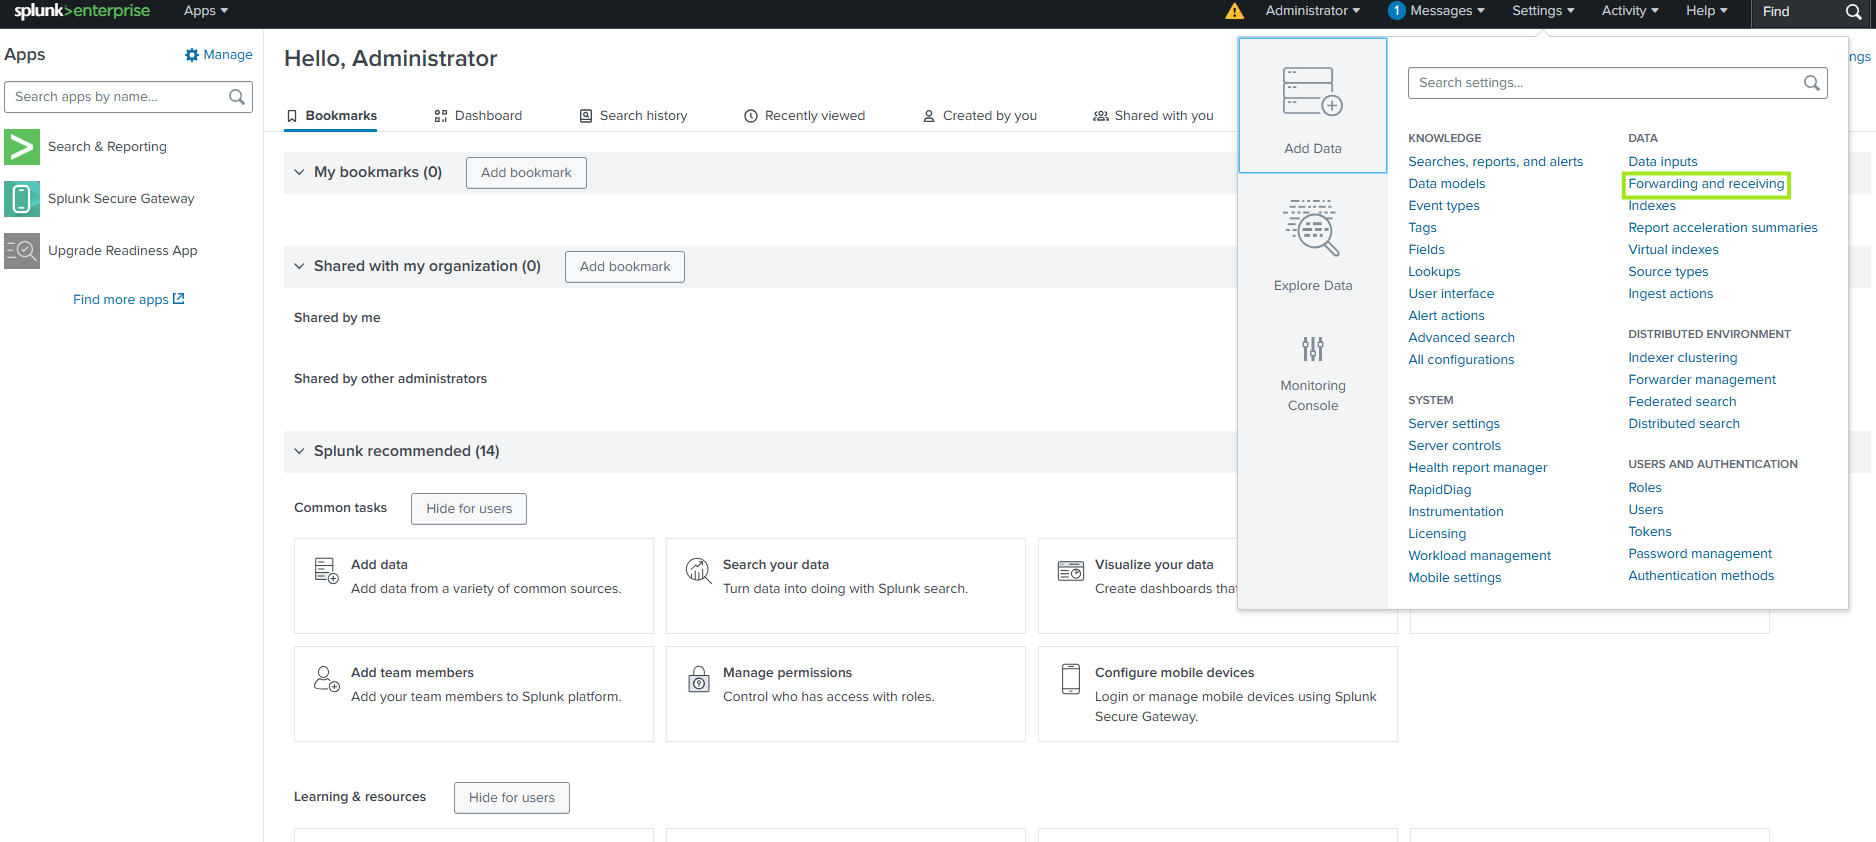 splunk>enterprise Apps Administrator 1 Messages Settings Activity Help Find
Apps
Manage
Search apps by name...
Search & Reporting
Splunk Secure Gateway
Upgrade Readiness App
Find more apps
Hello, Administrator
Bookmarks Dashboard Search history Recently viewed Created by you Shared with you
My bookmarks (0) Add bookmark
Shared with my organization (0) Add bookmark
Shared by me
Shared by other administrators
Splunk recommended (14)
Common tasks Hide for users
Add data
Add data from a variety of common sources.
Search your data
Turn data into doing with Splunk search.
Visualize your data
Create dashboards that
Add team members
Add your team members to Splunk platform.
Manage permissions
Control who has access with roles.
Configure mobile devices
Login or manage mobile devices using Splunk
Secure Gateway.
Learning & resources Hide for users
Add Data
Explore Data
Monitoring
Console
Search settings...
KNOWLEDGE
Searches, reports, and alerts
Data models
Event types
Tags
Fields
Lookups
User interface
Alert actions
Advanced search
All configurations
SYSTEM
Server settings
Server controls
Health report manager
RapidDiag
Instrumentation
Licensing
Workload management
Mobile settings
DATA
Data inputs
Forwarding and receiving
Indexes
Report acceleration summaries
Virtual indexes
Source types
Ingest actions
DISTRIBUTED ENVIRONMENT
Indexer clustering
Forwarder management
Federated search
Distributed search
USERS AND AUTHENTICATION
Roles
Users
Tokens
Password management
Authentication methods
ngs